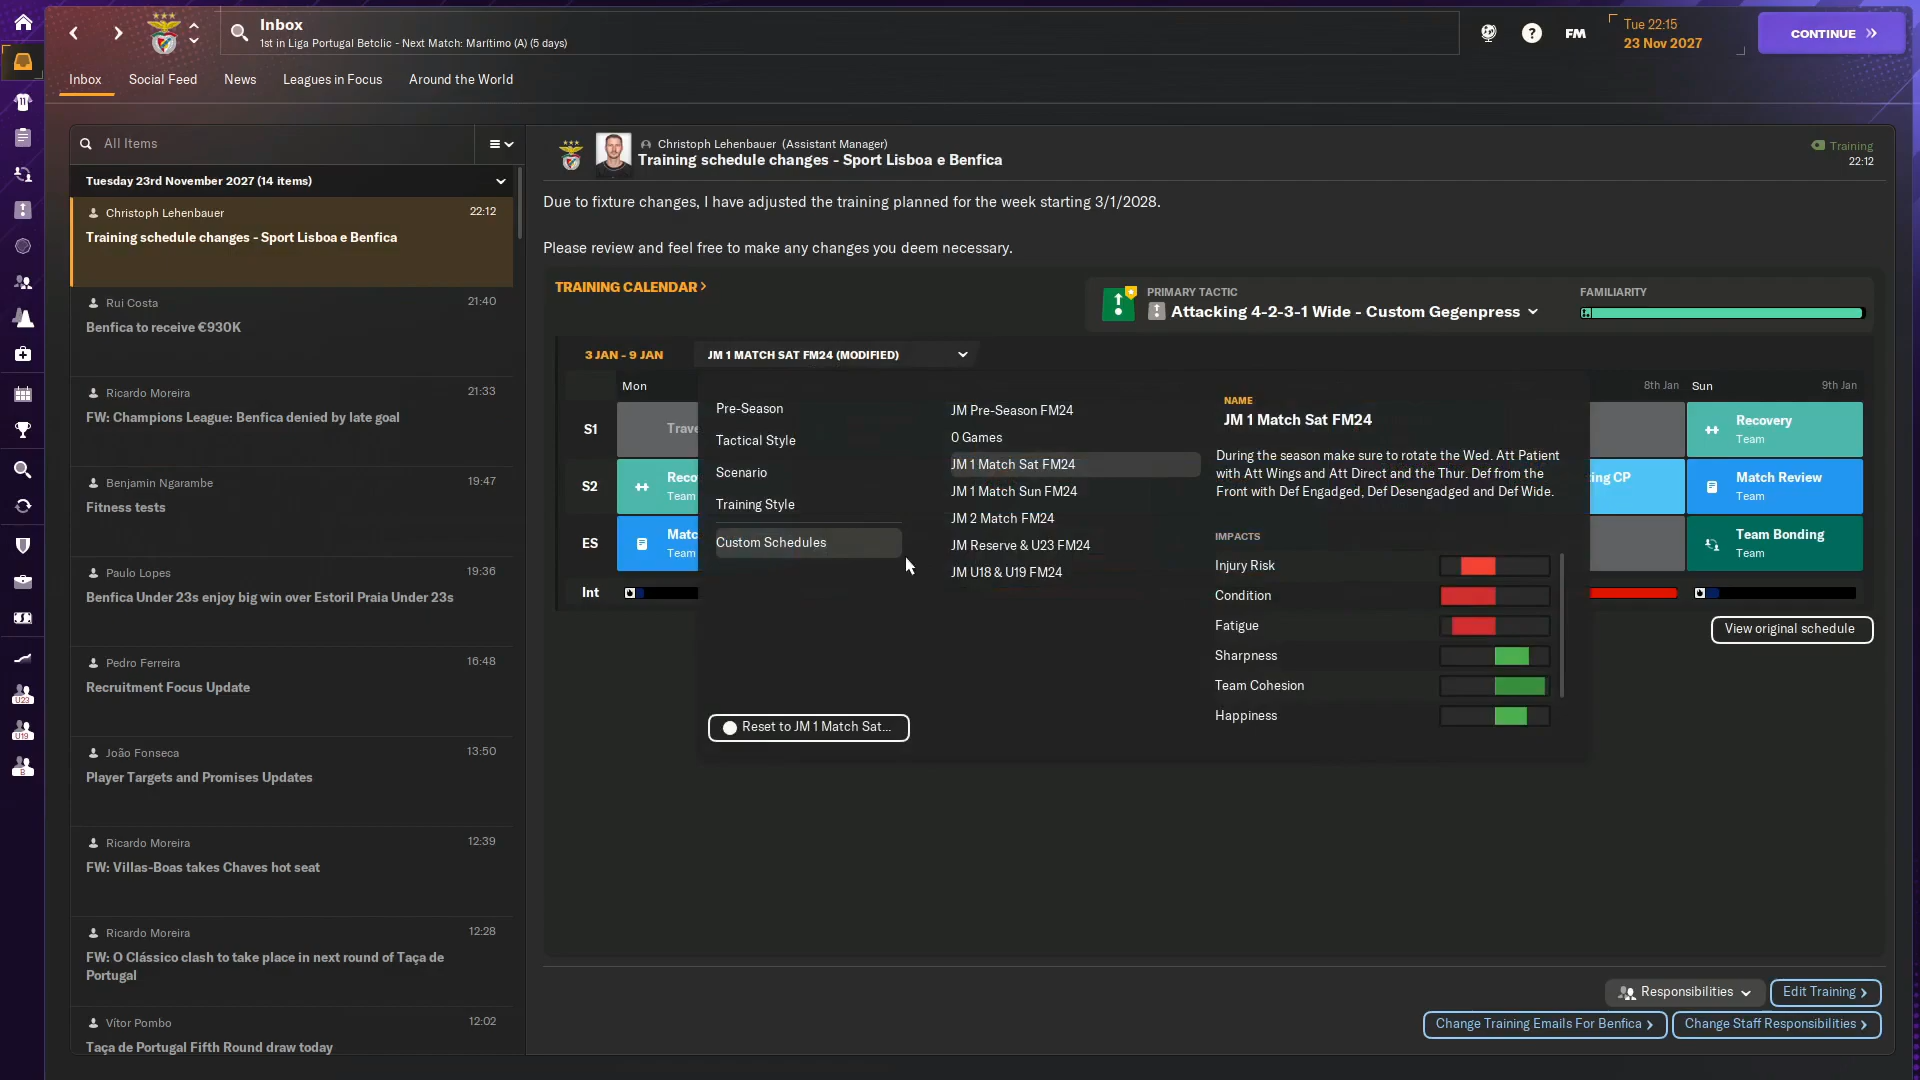 Inbox
1st in Liga Portugal Betclic - Next Match: Marítimo (A) (5 days)
FM
Tue 22:15
23 Nov 2027
CONTINUE
Inbox
Social Feed
News
Leagues in Focus
Around the World
All Items
Tuesday 23rd November 2027 (14 items)
Christoph Lehenbauer
22:12
Training schedule changes - Sport Lisboa e Benfica
Rui Costa
21:40
Benfica to receive €930K
Ricardo Moreira
21:33
FW: Champions League: Benfica denied by late goal
Benjamin Ngarambe
19:47
Fitness tests
Paulo Lopes
19:36
Benfica Under 23s enjoy big win over Estoril Praia Under 23s
Pedro Ferreira
16:48
Recruitment Focus Update
João Fonseca
13:50
Player Targets and Promises Updates
Ricardo Moreira
12:39
FW: Villas-Boas takes Chaves hot seat
Ricardo Moreira
12:28
FW: O Clássico clash to take place in next round of Taça de
Portugal
Vítor Pombo
12:02
Taça de Portugal Fifth Round draw today
U23
U19
B
Christoph Lehenbauer (Assistant Manager)
Training schedule changes - Sport Lisboa e Benfica
Training
22:12
Due to fixture changes, I have adjusted the training planned for the week starting 3/1/2028.
Please review and feel free to make any changes you deem necessary.
TRAINING CALENDAR
PRIMARY TACTIC
Attacking 4-2-3-1 Wide - Custom Gegenpress
FAMILIARITY
3 JAN - 9 JAN
JM 1 MATCH SAT FM24 (MODIFIED)
Mon
8th Jan
Sun
9th Jan
S1
Trave
Recovery
Team
S2
Reco
Team
ing CP
Match Review
Team
ES
Matc
Team
Team Bonding
Team
Int
Pre-Season
Tactical Style
Scenario
Training Style
Custom Schedules
JM Pre-Season FM24
0 Games
JM 1 Match Sat FM24
JM 1 Match Sun FM24
JM 2 Match FM24
JM Reserve & U23 FM24
JM U18 & U19 FM24
Reset to JM 1 Match Sat...
NAME
JM 1 Match Sat FM24
During the season make sure to rotate the Wed. Att Patient
with Att Wings and Att Direct and the Thur. Def from the
Front with Def Engadged, Def Desengadged and Def Wide.
IMPACTS
Injury Risk
Condition
Fatigue
Sharpness
Team Cohesion
Happiness
View original schedule
Responsibilities
Edit Training
Change Training Emails For Benfica
Change Staff Responsibilities